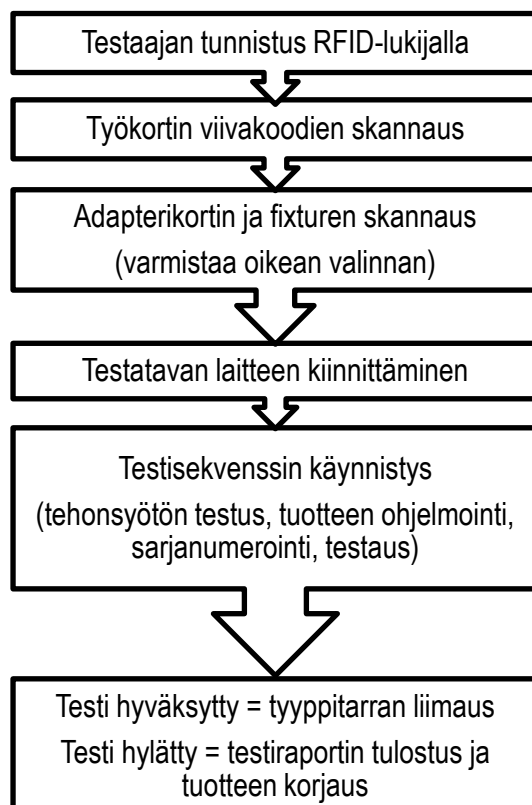 Testaajan tunnistus RFID-lukijalla
Työkortin viivakoodien skannaus
Adapterikortin ja fixturen skannaus
(varmistaa oikean valinnan)
Testatavan laitteen kiinnittäminen
Testisekvenssin käynnistys
(tehonsyötön testus, tuotteen ohjelmointi,
sarjanumerointi, testaus)
Testi hyväksytty = tyyppitarran liimaus
Testi hylätty = testiraportin tulostus ja
tuotteen korjaus